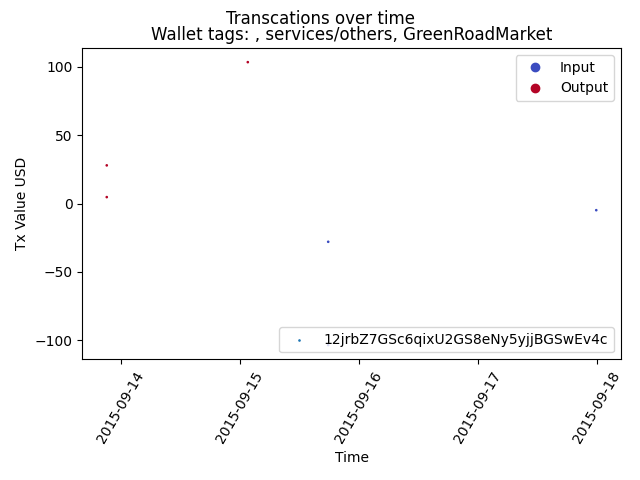 Transcations over time
Wallet tags: , services/others, GreenRoadMarket
Input
Output
Tx Value USD
100
50
0
−50
−100
12jrbZ7GSc6qixU2GS8eNy5yjjBGSwEv4c
2015-09-14
2015-09-15
2015-09-16
2015-09-17
2015-09-18
Time